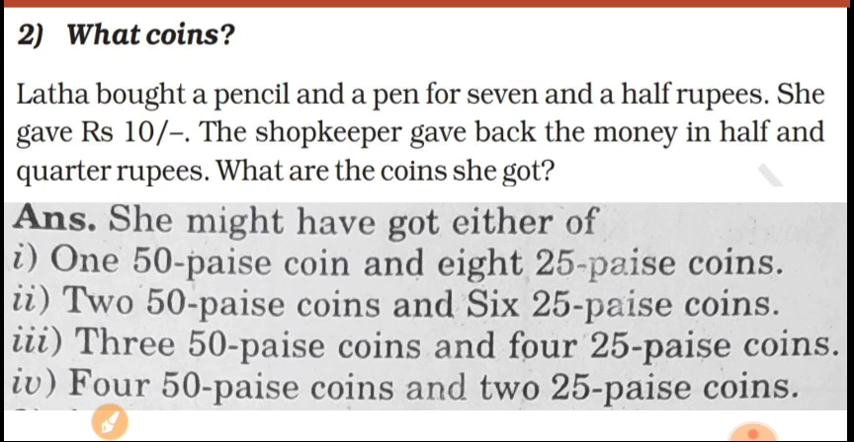 2) What coins?
Latha bought a pencil and a pen for seven and a half rupees. She
gave Rs 10/–. The shopkeeper gave back the money in half and
quarter rupees. What are the coins she got?
Ans. She might have got either of
i) One 50-paise coin and eight 25-paise coins.
ii) Two 50-paise coins and Six 25-paise coins.
iii) Three 50-paise coins and four 25-paise coins.
iv) Four 50-paise coins and two 25-paise coins.